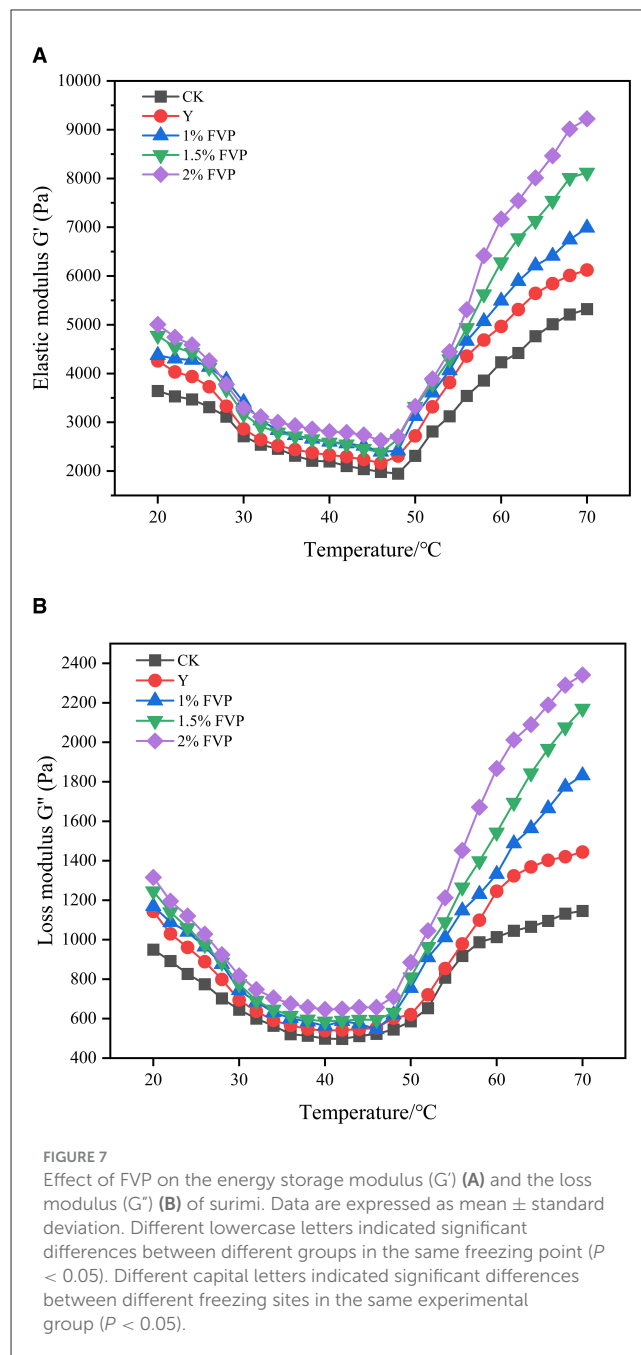 A
10000
9000
8000
7000
6000
5000
4000
3000
2000
Elastic modulus G' (Pa)
CK
Y
1% FVP
1.5% FVP
2% FVP
20 30 40 50 60 70
Temperature/°C
B
2400
2200
2000
1800
1600
1400
1200
1000
800
600
400
Loss modulus G'' (Pa)
CK
Y
1% FVP
1.5% FVP
2% FVP
20 30 40 50 60 70
Temperature/°C
FIGURE 7
Effect of FVP on the energy storage modulus (G′) (A) and the loss
modulus (G″) (B) of surimi. Data are expressed as mean ± standard
deviation. Different lowercase letters indicated significant
differences between different groups in the same freezing point (P
< 0.05). Different capital letters indicated significant differences
between different freezing sites in the same experimental
group (P < 0.05).